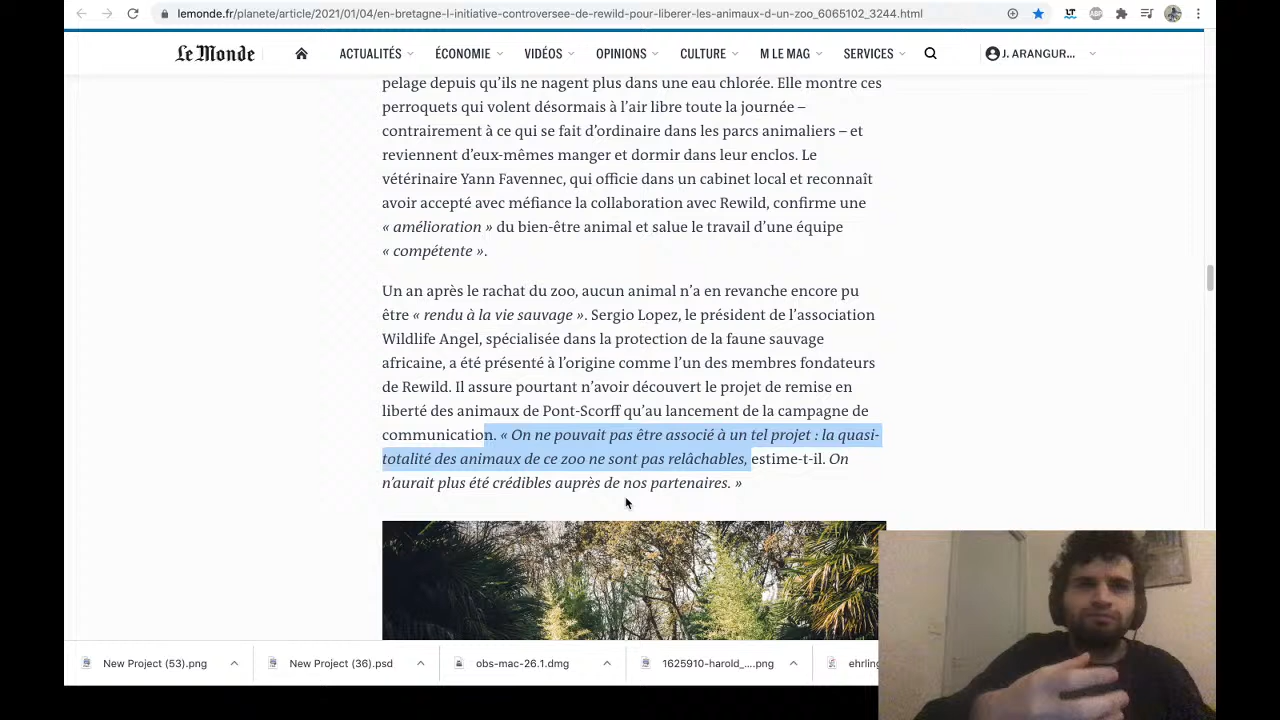 lemonde.fr/planete/article/2021/01/04/en-bretagne-l-initiative-controversee-de-rewild-pour-liberer-les-animaux-d-un-zoo_6065102_3244.html
LT
ABP
Le Monde
ACTUALITÉS
ÉCONOMIE
VIDÉOS
OPINIONS
CULTURE
M LE MAG
SERVICES
J. ARANGUR...
pelage depuis qu’ils ne nagent plus dans une eau chlorée. Elle montre ces
perroquets qui volent désormais à l’air libre toute la journée –
contrairement à ce qui se fait d’ordinaire dans les parcs animaliers – et
reviennent d’eux-mêmes manger et dormir dans leur enclos. Le
vétérinaire Yann Favennec, qui officie dans un cabinet local et reconnaît
avoir accepté avec méfiance la collaboration avec Rewild, confirme une
« amélioration » du bien-être animal et salue le travail d’une équipe
« compétente ».
Un an après le rachat du zoo, aucun animal n’a en revanche encore pu
être « rendu à la vie sauvage ». Sergio Lopez, le président de l’association
Wildlife Angel, spécialisée dans la protection de la faune sauvage
africaine, a été présenté à l’origine comme l’un des membres fondateurs
de Rewild. Il assure pourtant n’avoir découvert le projet de remise en
liberté des animaux de Pont-Scorff qu’au lancement de la campagne de
communication. « On ne pouvait pas être associé à un tel projet : la quasi-
totalité des animaux de ce zoo ne sont pas relâchables, estime-t-il. On
n’aurait plus été crédibles auprès de nos partenaires. »
New Project (53).png
New Project (36).psd
obs-mac-26.1.dmg
1625910-harold_....png
ehrling